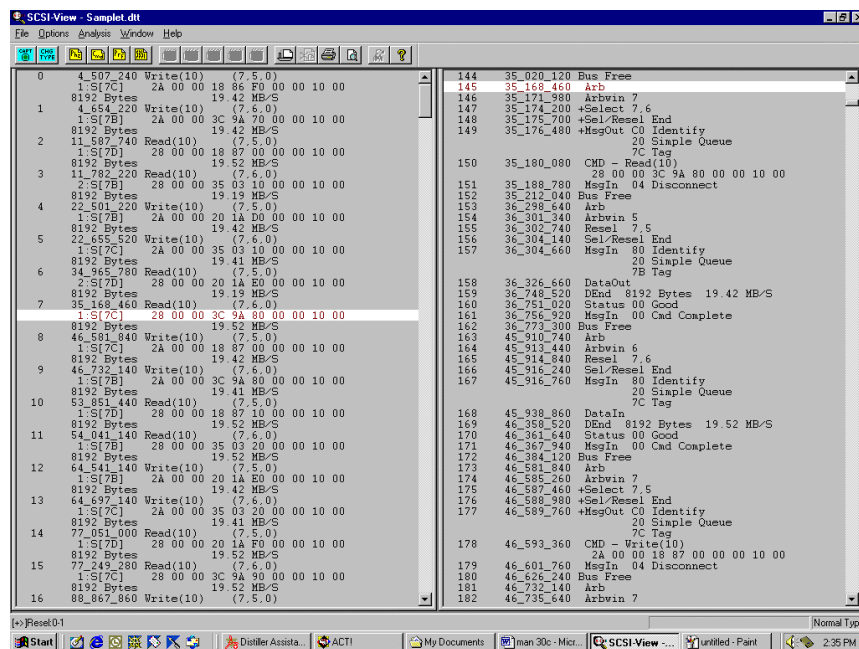 SCSI-View - Samplet.dtt
File Options Analysis Window Help
CAPT CHG TYPE
0 4_507_240 Write(10) (7,5,0)
1:S[7C] 2A 00 00 18 86 F0 00 00 10 00
8192 Bytes 19.42 MB/S
1 4_654_220 Write(10) (7,6,0)
1:S[7B] 2A 00 00 3C 9A 70 00 00 10 00
8192 Bytes 19.42 MB/S
2 11_587_740 Read(10) (7,5,0)
1:S[7D] 28 00 00 18 87 00 00 00 10 00
8192 Bytes 19.52 MB/S
3 11_782_220 Read(10) (7,6,0)
2:S[7B] 28 00 00 35 03 10 00 00 10 00
8192 Bytes 19.19 MB/S
4 22_501_220 Write(10) (7,5,0)
1:S[7B] 2A 00 00 20 1A D0 00 00 10 00
8192 Bytes 19.42 MB/S
5 22_655_520 Write(10) (7,6,0)
1:S[7C] 2A 00 00 35 03 10 00 00 10 00
8192 Bytes 19.41 MB/S
6 34_965_780 Read(10) (7,5,0)
2:S[7D] 28 00 00 20 1A E0 00 00 10 00
8192 Bytes 19.19 MB/S
7 35_168_460 Read(10) (7,6,0)
1:S[7C] 28 00 00 3C 9A 80 00 00 10 00
8192 Bytes 19.52 MB/S
8 46_581_840 Write(10) (7,5,0)
1:S[7C] 2A 00 00 18 87 00 00 00 10 00
8192 Bytes 19.42 MB/S
9 46_732_140 Write(10) (7,6,0)
1:S[7B] 2A 00 00 3C 9A 80 00 00 10 00
8192 Bytes 19.41 MB/S
10 53_851_440 Read(10) (7,5,0)
1:S[7D] 28 00 00 18 87 10 00 00 10 00
8192 Bytes 19.52 MB/S
11 54_041_140 Read(10) (7,6,0)
1:S[7B] 28 00 00 35 03 20 00 00 10 00
8192 Bytes 19.52 MB/S
12 64_541_140 Write(10) (7,5,0)
1:S[7B] 2A 00 00 20 1A E0 00 00 10 00
8192 Bytes 19.42 MB/S
13 64_697_140 Write(10) (7,6,0)
1:S[7C] 2A 00 00 35 03 20 00 00 10 00
8192 Bytes 19.41 MB/S
14 77_051_000 Read(10) (7,5,0)
1:S[7D] 28 00 00 20 1A F0 00 00 10 00
8192 Bytes 19.52 MB/S
15 77_249_280 Read(10) (7,6,0)
1:S[7C] 28 00 00 3C 9A 90 00 00 10 00
8192 Bytes 19.52 MB/S
16 88_867_860 Write(10) (7,5,0)
144 35_020_120 Bus Free
145 35_168_460 Arb
146 35_171_980 Arbwin 7
147 35_174_200 +Select 7,6
148 35_175_700 +Sel/Resel End
149 35_176_480 +MsgOut C0 Identify
20 Simple Queue
7C Tag
150 35_180_080 CMD - Read(10)
28 00 00 3C 9A 80 00 00 10 00
151 35_188_780 MsgIn 04 Disconnect
152 35_212_040 Bus Free
153 36_298_640 Arb
154 36_301_340 Arbwin 5
155 36_302_740 Resel 7,5
156 36_304_140 Sel/Resel End
157 36_304_660 MsgIn 80 Identify
20 Simple Queue
7B Tag
158 36_326_660 DataOut
159 36_748_520 DEnd 8192 Bytes 19.42 MB/S
160 36_751_020 Status 00 Good
161 36_756_920 MsgIn 00 Cmd Complete
162 36_773_300 Bus Free
163 45_910_740 Arb
164 45_913_440 Arbwin 6
165 45_914_840 Resel 7,6
166 45_916_240 Sel/Resel End
167 45_916_760 MsgIn 80 Identify
20 Simple Queue
7C Tag
168 45_938_860 DataIn
169 46_358_520 DEnd 8192 Bytes 19.52 MB/S
170 46_361_640 Status 00 Good
171 46_367_940 MsgIn 00 Cmd Complete
172 46_384_120 Bus Free
173 46_581_840 Arb
174 46_585_260 Arbwin 7
175 46_587_460 +Select 7,5
176 46_588_980 +Sel/Resel End
177 46_589_760 +MsgOut C0 Identify
20 Simple Queue
7C Tag
178 46_593_360 CMD - Write(10)
2A 00 00 18 87 00 00 00 10 00
179 46_601_760 MsgIn 04 Disconnect
180 46_626_240 Bus Free
181 46_732_140 Arb
182 46_735_640 Arbwin 7
[+>]Reset:0-1
Normal Typ
Start Distiller Assista... ACT! My Documents man 30c - Micr... SCSI-View -... untitled - Paint 2:35 PM